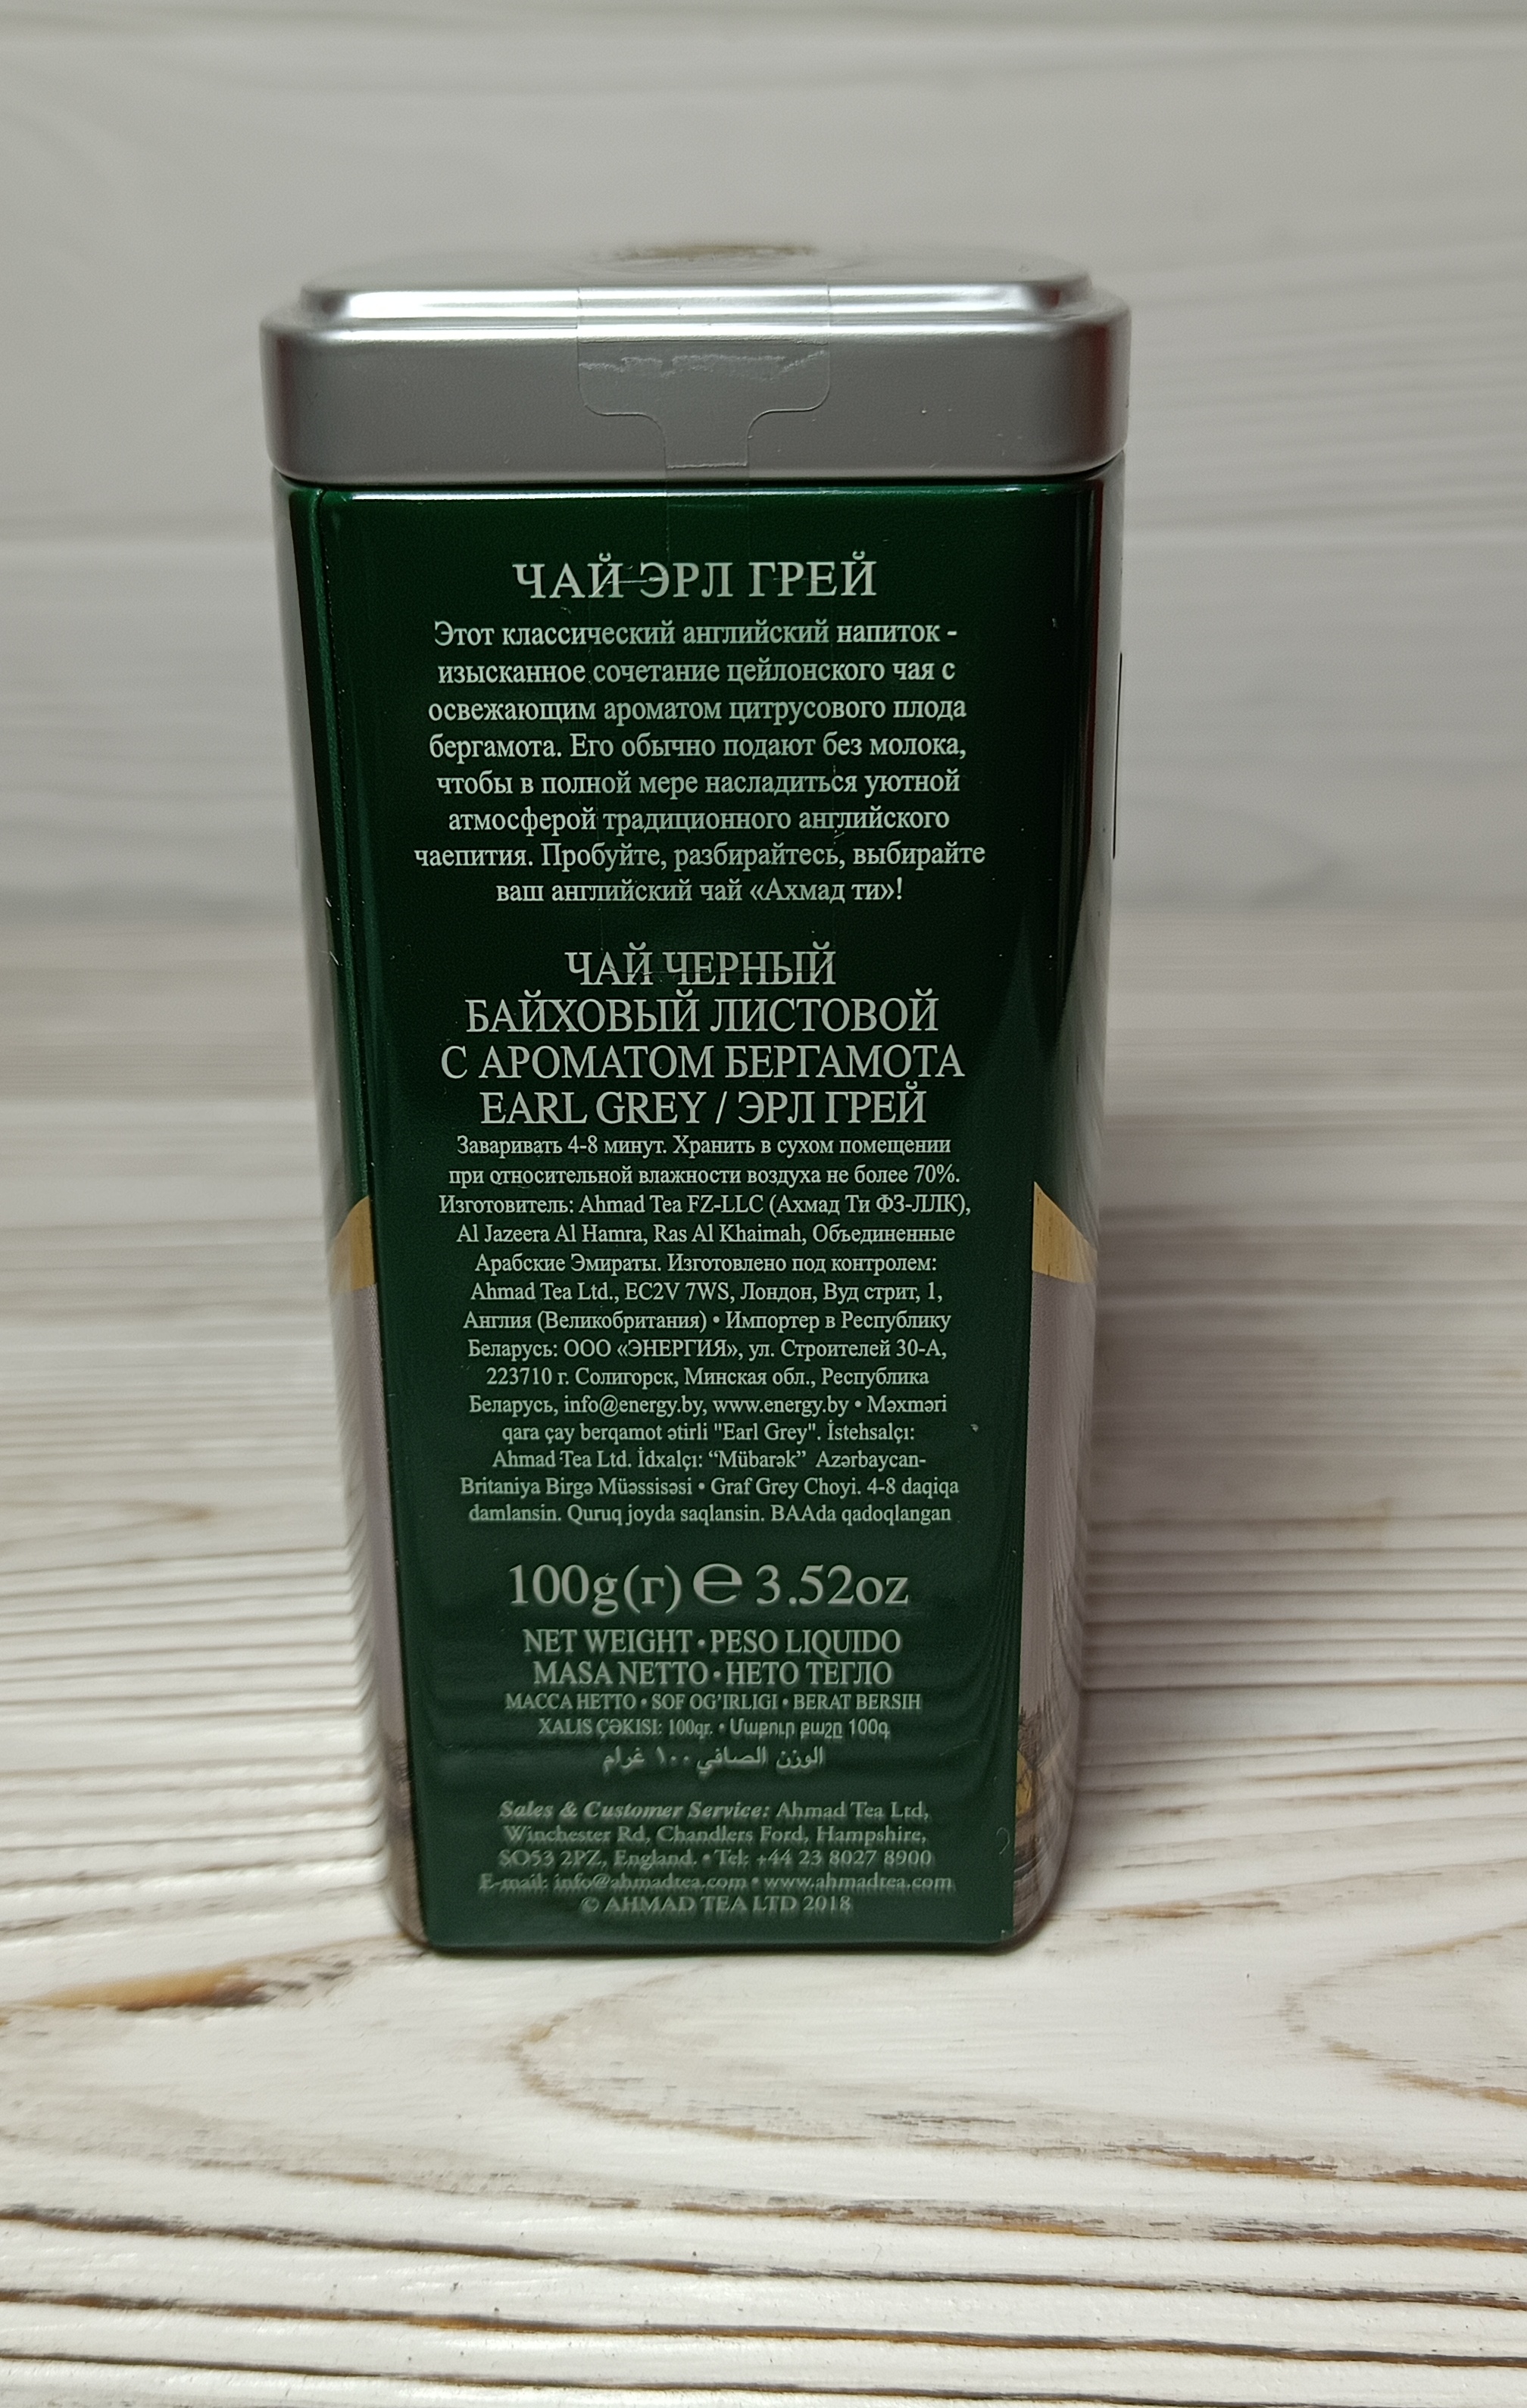 ЧАЙ ЭРЛ ГРЕЙ
Этот классический английский напиток -
изысканное сочетание цейлонского чая с
освежающим ароматом цитрусового плода
бергамота. Его обычно подают без молока,
чтобы в полной мере насладиться уютной
атмосферой традиционного английского
чаепития. Пробуйте, разбирайтесь, выбирайте
ваш английский чай «Ахмад ти»!
ЧАЙ ЧЕРНЫЙ
БАЙХОВЫЙ ЛИСТОВОЙ
С АРОМАТОМ БЕРГАМОТА
EARL GREY / ЭРЛ ГРЕЙ
Заваривать 4-8 минут. Хранить в сухом помещении
при относительной влажности воздуха не более 70%.
Изготовитель: Ahmad Tea FZ-LLC (Ахмад Ти ФЗ-ЛЛК),
Al Jazeera Al Hamra, Ras Al Khaimah, Объединенные
Арабские Эмираты. Изготовлено под контролем:
Ahmad Tea Ltd., EC2V 7WS, Лондон, Вуд стрит, 1,
Англия (Великобритания) • Импортер в Республику
Беларусь: ООО «ЭНЕРГИЯ», ул. Строителей 30-А,
223710 г. Солигорск, Минская обл., Республика
Беларусь, info@energy.by, www.energy.by • Məxməri
qara çay berqamot ətirli "Earl Grey". İstehsalçı:
Ahmad Tea Ltd. İdxalçı: “Mübarək” Azərbaycan-
Britaniya Birgə Müəssisəsi • Graf Grey Choyi. 4-8 daqiqa
damlansin. Quruq joyda saqlansin. BAAda qadoqlangan
100g(г) ℮ 3.52oz
NET WEIGHT • PESO LIQUIDO
MASA NETTO • НЕТО ТЕГЛО
МАССА НЕТТО • SOF OG'IRLIGI • BERAT BERSIH
XALIS ÇƏKISI: 100qr. • Մաքուր քաշը 100գ
الوزن الصافي ١٠٠ غرام
Sales & Customer Service: Ahmad Tea Ltd,
Winchester Rd, Chandlers Ford, Hampshire,
SO53 2PZ, England. • Tel: +44 23 8027 8900
E-mail: info@ahmadtea.com • www.ahmadtea.com
© AHMAD TEA LTD 2018